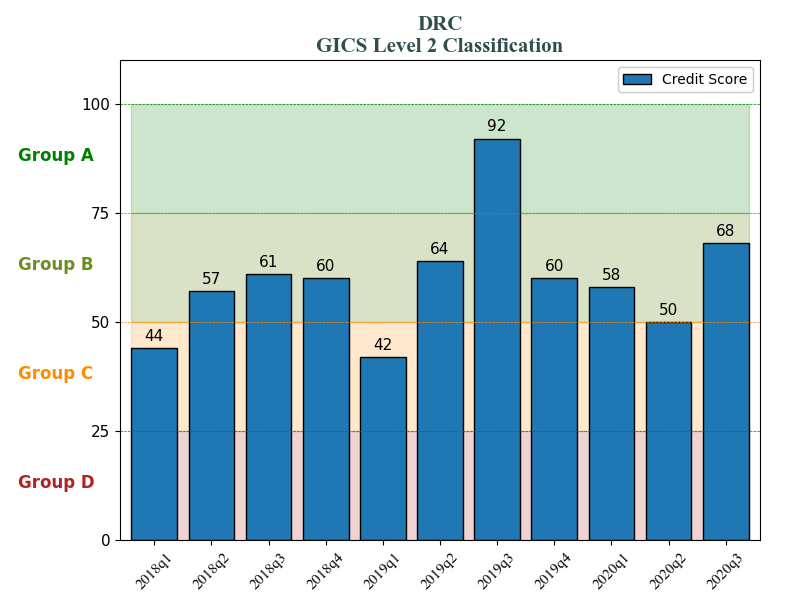 DRC
GICS Level 2 Classification
Credit Score
100
92
Group A
75
68
64
61
60
60
58
57
Group B
50
50
44
42
Group C
25
Group D
0
2018q1
2018q2
2018q3
2018q4
2019q1
2019q2
2019q3
2019q4
2020q1
2020q2
2020q3